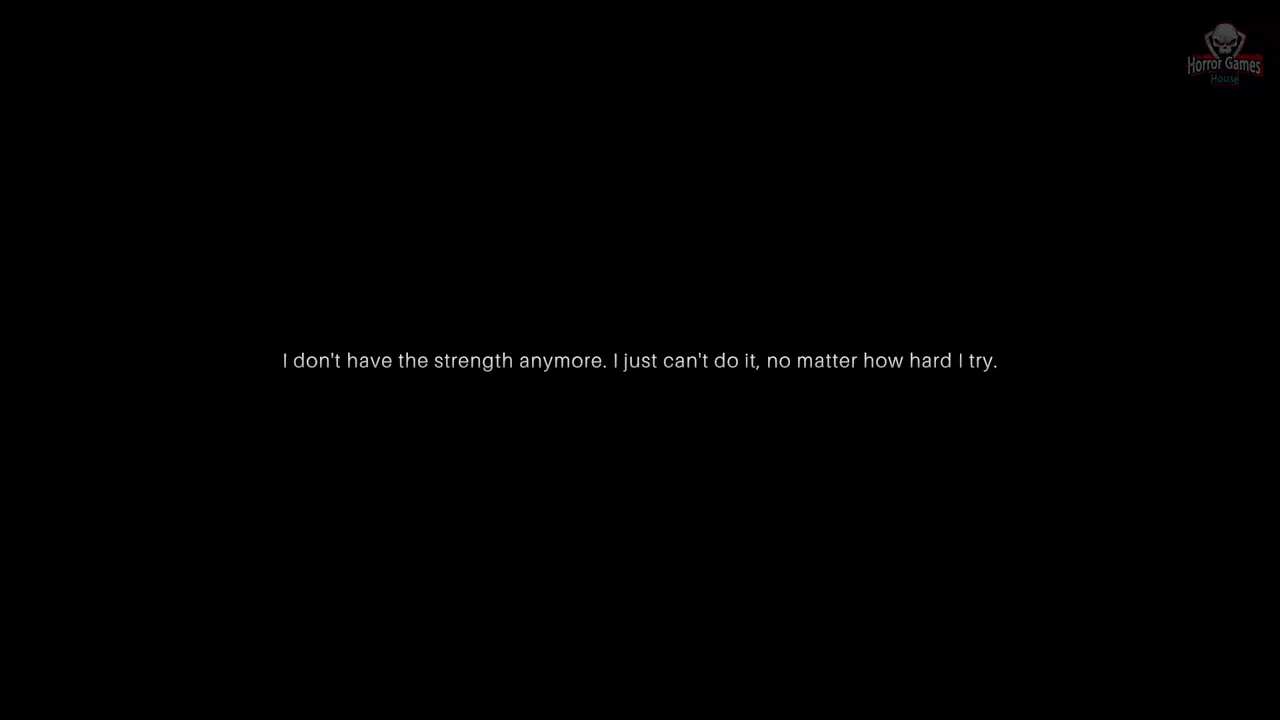 Horror Games
House
I don't have the strength anymore. I just can't do it, no matter how hard I try.